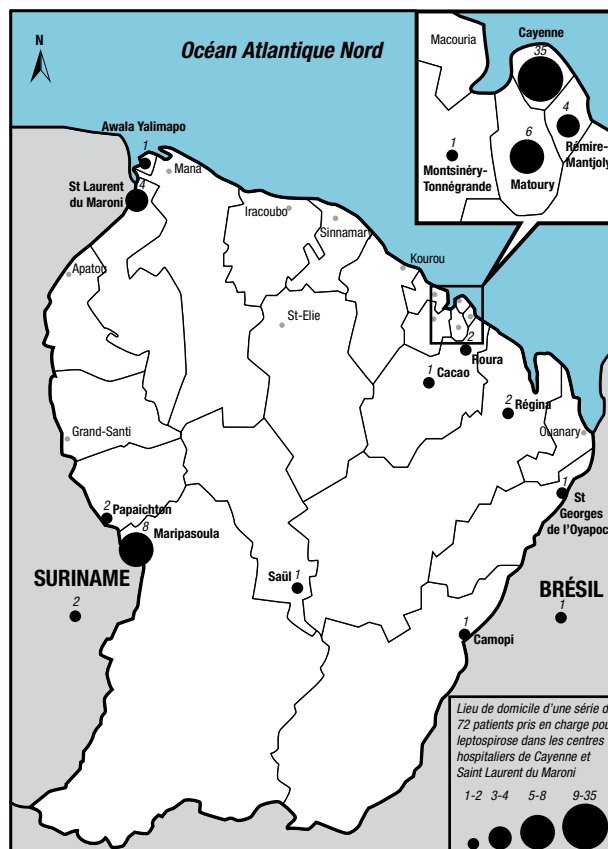 N
Océan Atlantique Nord
Macouria
Cayenne
35
4
Rémire-
Mantjoly
6
Matoury
1
Montsinéry-
Tonnégrande
Awala Yalimapo
1
Mana
St Laurent
du Maroni
4
Iracoubo
Sinnamary
Kourou
Apatou
St-Elie
2
Roura
1
Cacao
2
Régina
Grand-Santi
Ouanary
1
St
Georges
de l'Oyapoc
2
Papaichton
8
Maripasoula
SURINAME
2
Saül
1
BRÉSIL
1
1
Camopi
Lieu de domicile d'une série d
72 patients pris en charge pou
leptospirose dans les centres
hospitaliers de Cayenne et
Saint Laurent du Maroni
1-2 3-4 5-8 9-35